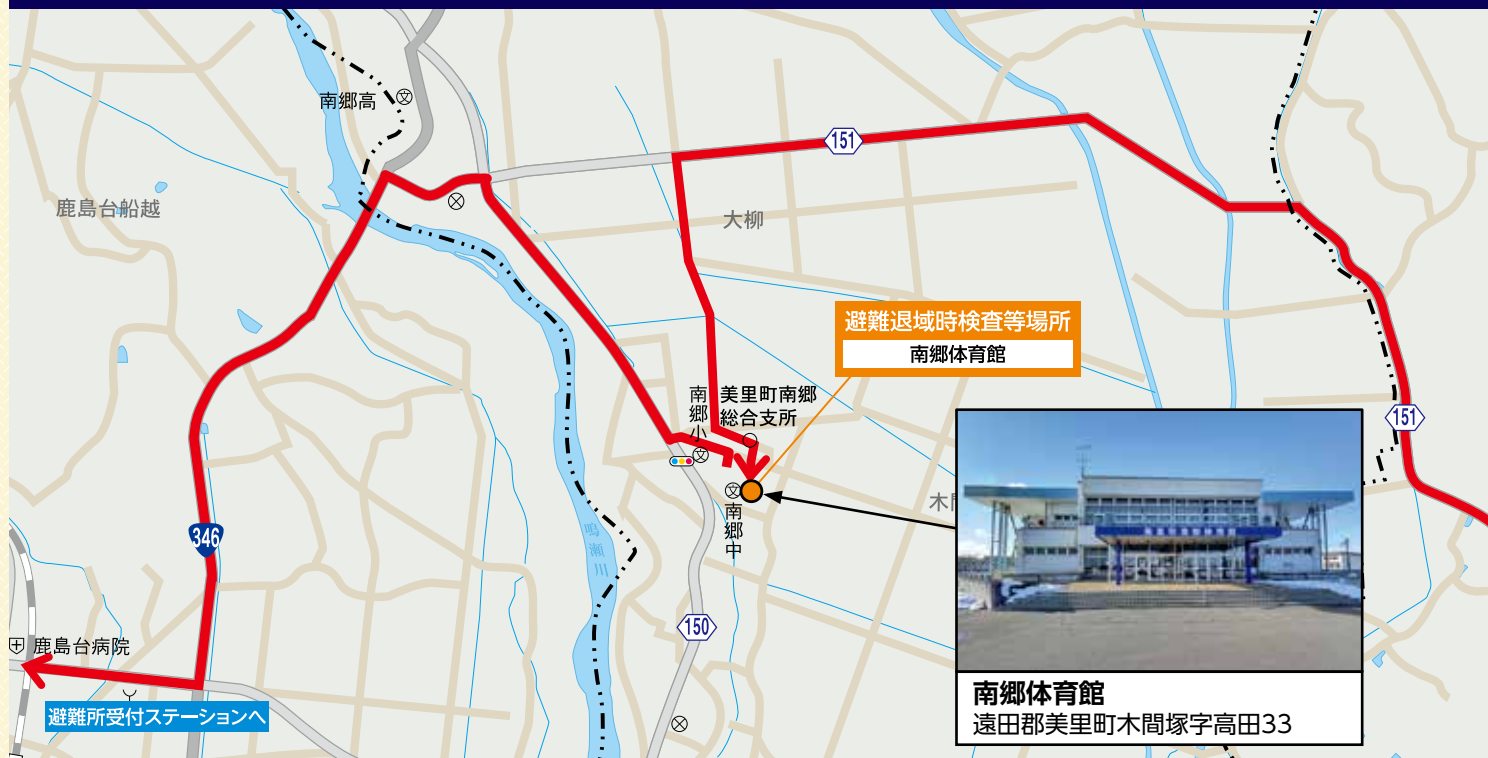 南郷高
151
鹿島台船越
大柳
避難退域時検査等場所
南郷体育館
南郷小
美里町南郷
総合支所
151
木間
南郷中
鳴瀬川
346
150
鹿島台病院
避難所受付ステーションへ
南郷体育館
遠田郡美里町木間塚字高田33